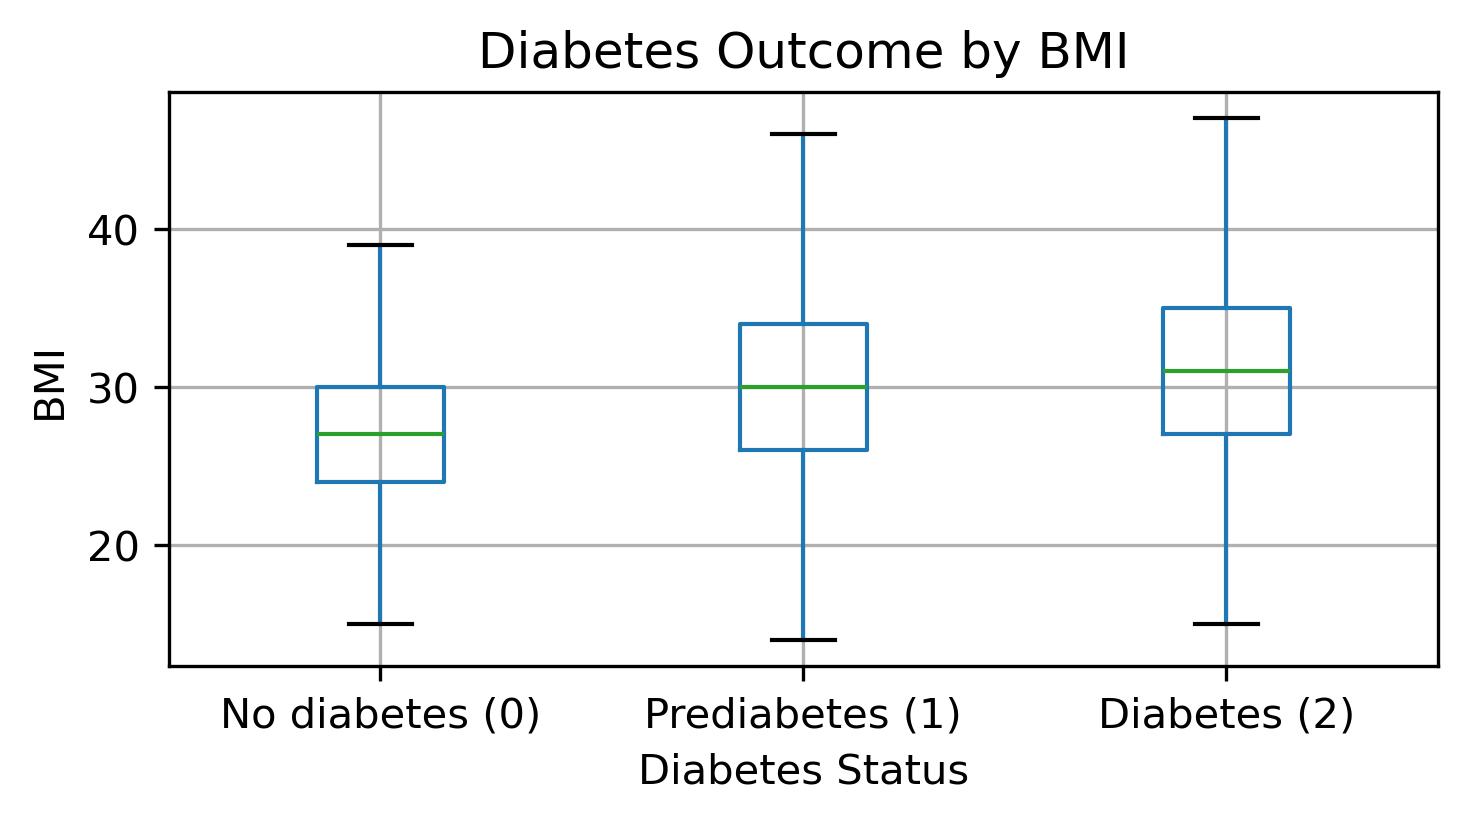 Diabetes Outcome by BMI
BMI
40
30
20
No diabetes (0)
Prediabetes (1)
Diabetes (2)
Diabetes Status